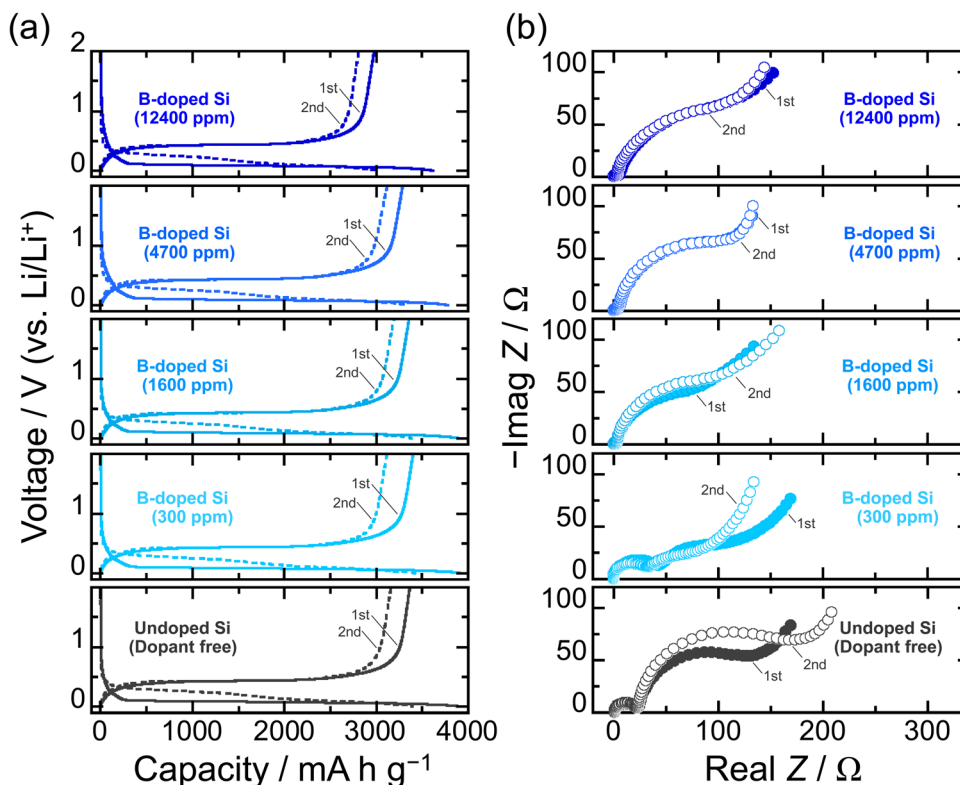 (a)
Voltage / V (vs. Li/Li⁺)
2
1
0
B-doped Si
(12400 ppm)
1st
2nd
1
0
B-doped Si
(4700 ppm)
1st
2nd
1
0
B-doped Si
(1600 ppm)
1st
2nd
1
0
B-doped Si
(300 ppm)
1st
2nd
1
0
Undoped Si
(Dopant free)
1st
2nd
0 1000 2000 3000 4000
Capacity / mA h g⁻¹
(b)
−Imag Z / Ω
-100
-50
0
B-doped Si
(12400 ppm)
1st
2nd
100
50
0
B-doped Si
(4700 ppm)
1st
2nd
100
50
0
B-doped Si
(1600 ppm)
1st
2nd
100
50
0
B-doped Si
(300 ppm)
2nd
1st
100
50
0
Undoped Si
(Dopant free)
2nd
1st
0 100 200 300
Real Z / Ω